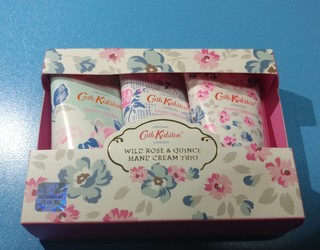 Cath Kidston
Cath Kidston
Cath Kidston
Cath Kidston
LONDON
WILD ROSE & QUINCE
HAND CREAM TRIO